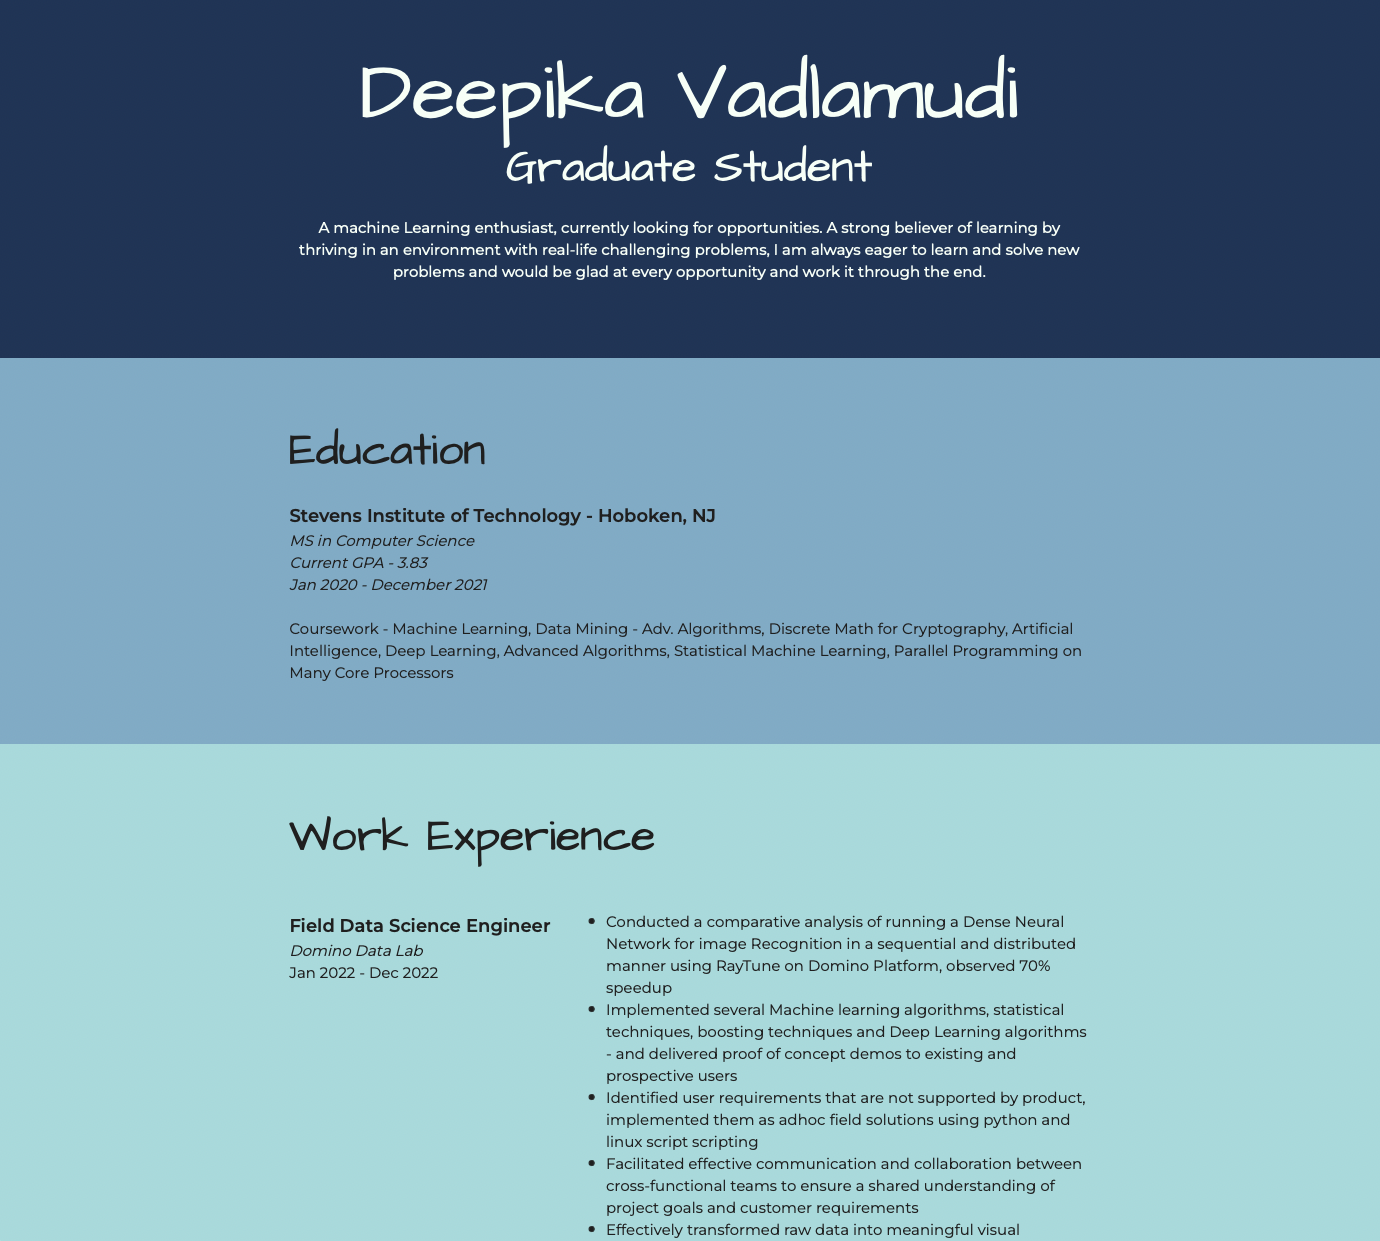 Deepika Vadlamudi
Graduate Student
A machine Learning enthusiast, currently looking for opportunities. A strong believer of learning by
thriving in an environment with real-life challenging problems, I am always eager to learn and solve new
problems and would be glad at every opportunity and work it through the end.
Education
Stevens Institute of Technology - Hoboken, NJ
MS in Computer Science
Current GPA - 3.83
Jan 2020 - December 2021
Coursework - Machine Learning, Data Mining - Adv. Algorithms, Discrete Math for Cryptography, Artificial
Intelligence, Deep Learning, Advanced Algorithms, Statistical Machine Learning, Parallel Programming on
Many Core Processors
Work Experience
Field Data Science Engineer
Domino Data Lab
Jan 2022 - Dec 2022
• Conducted a comparative analysis of running a Dense Neural
Network for image Recognition in a sequential and distributed
manner using RayTune on Domino Platform, observed 70%
speedup
• Implemented several Machine learning algorithms, statistical
techniques, boosting techniques and Deep Learning algorithms
- and delivered proof of concept demos to existing and
prospective users
• Identified user requirements that are not supported by product,
implemented them as adhoc field solutions using python and
linux script scripting
• Facilitated effective communication and collaboration between
cross-functional teams to ensure a shared understanding of
project goals and customer requirements
• Effectively transformed raw data into meaningful visual